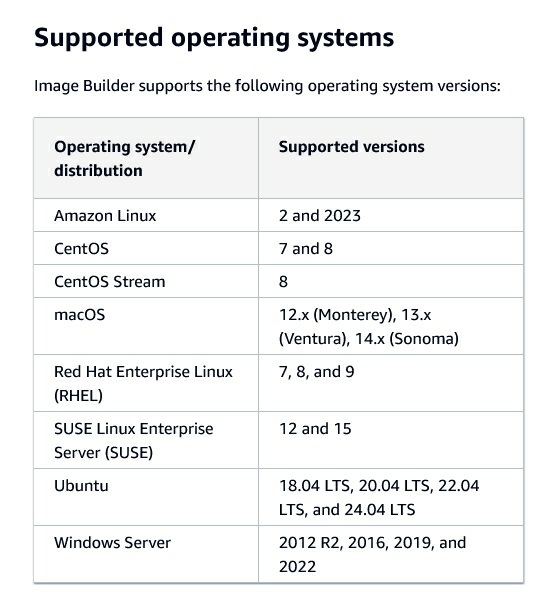 Supported operating systems
Image Builder supports the following operating system versions:
Operating system/
distribution
Supported versions
Amazon Linux
2 and 2023
CentOS
7 and 8
CentOS Stream
8
macOS
12.x (Monterey), 13.x
(Ventura), 14.x (Sonoma)
Red Hat Enterprise Linux
(RHEL)
7, 8, and 9
SUSE Linux Enterprise
Server (SUSE)
12 and 15
Ubuntu
18.04 LTS, 20.04 LTS, 22.04
LTS, and 24.04 LTS
Windows Server
2012 R2, 2016, 2019, and
2022